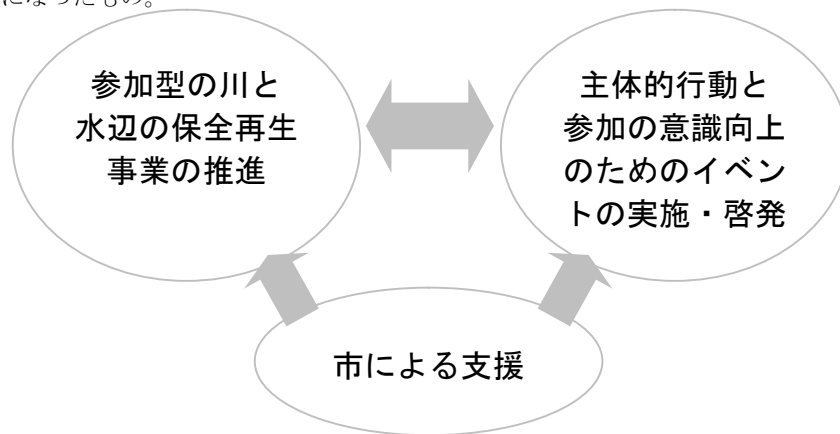 になったもの。
参加型の川と
水辺の保全再生
事業の推進
主体的行動と
参加の意識向上
のためのイベン
トの実施・啓発
市による支援